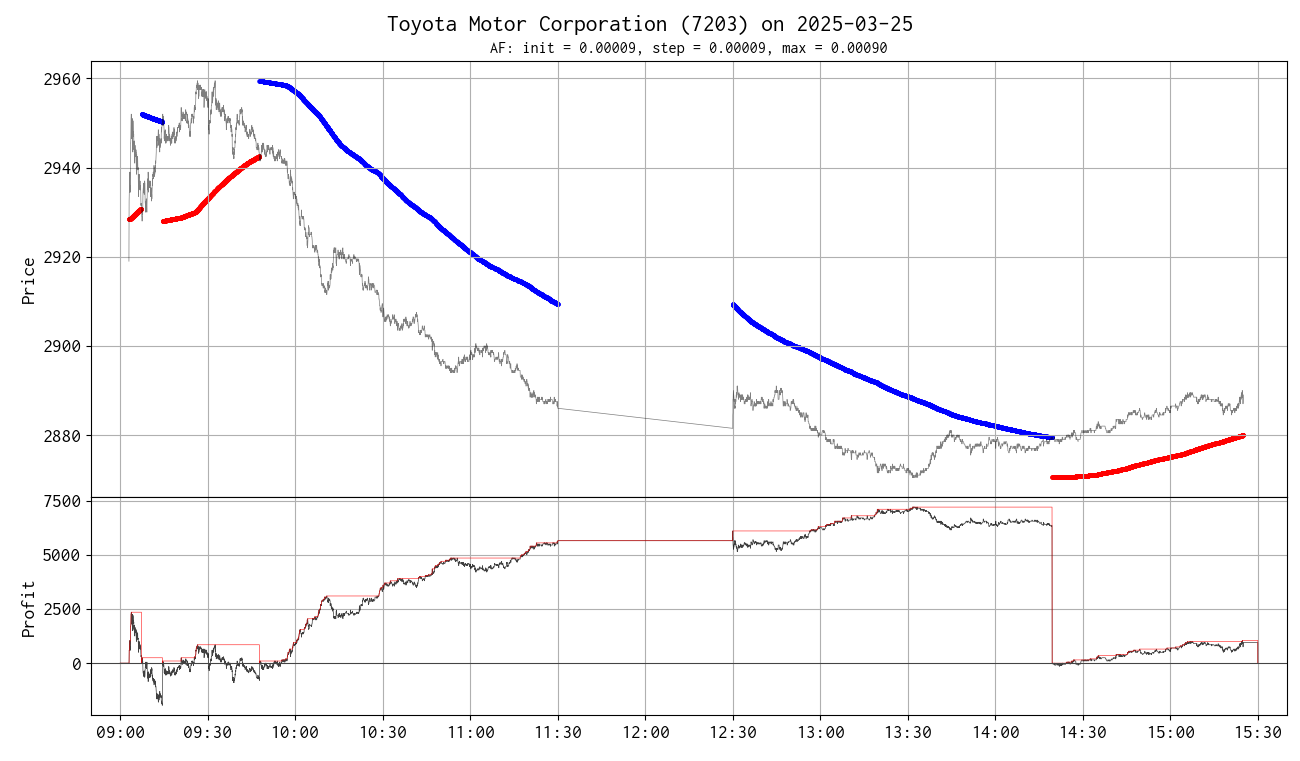 Toyota Motor Corporation (7203) on 2025-03-25
AF: init = 0.00009, step = 0.00009, max = 0.00090
Price
2960
2940
2920
2900
2880
Profit
7500
5000
2500
0
09:00 09:30 10:00 10:30 11:00 11:30 12:00 12:30 13:00 13:30 14:00 14:30 15:00 15:30